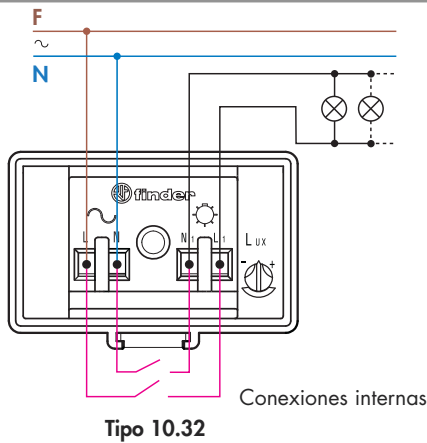 F
~
N
finder
~
L N N1 L1 LUX
- +
Conexiones internas
Tipo 10.32